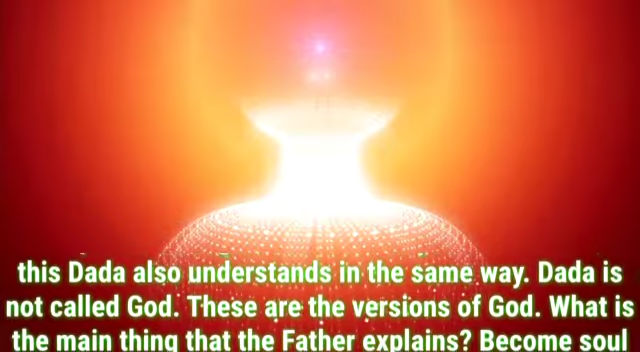 this Dada also understands in the same way. Dada is
not called God. These are the versions of God. What is
the main thing that the Father explains? Become soul